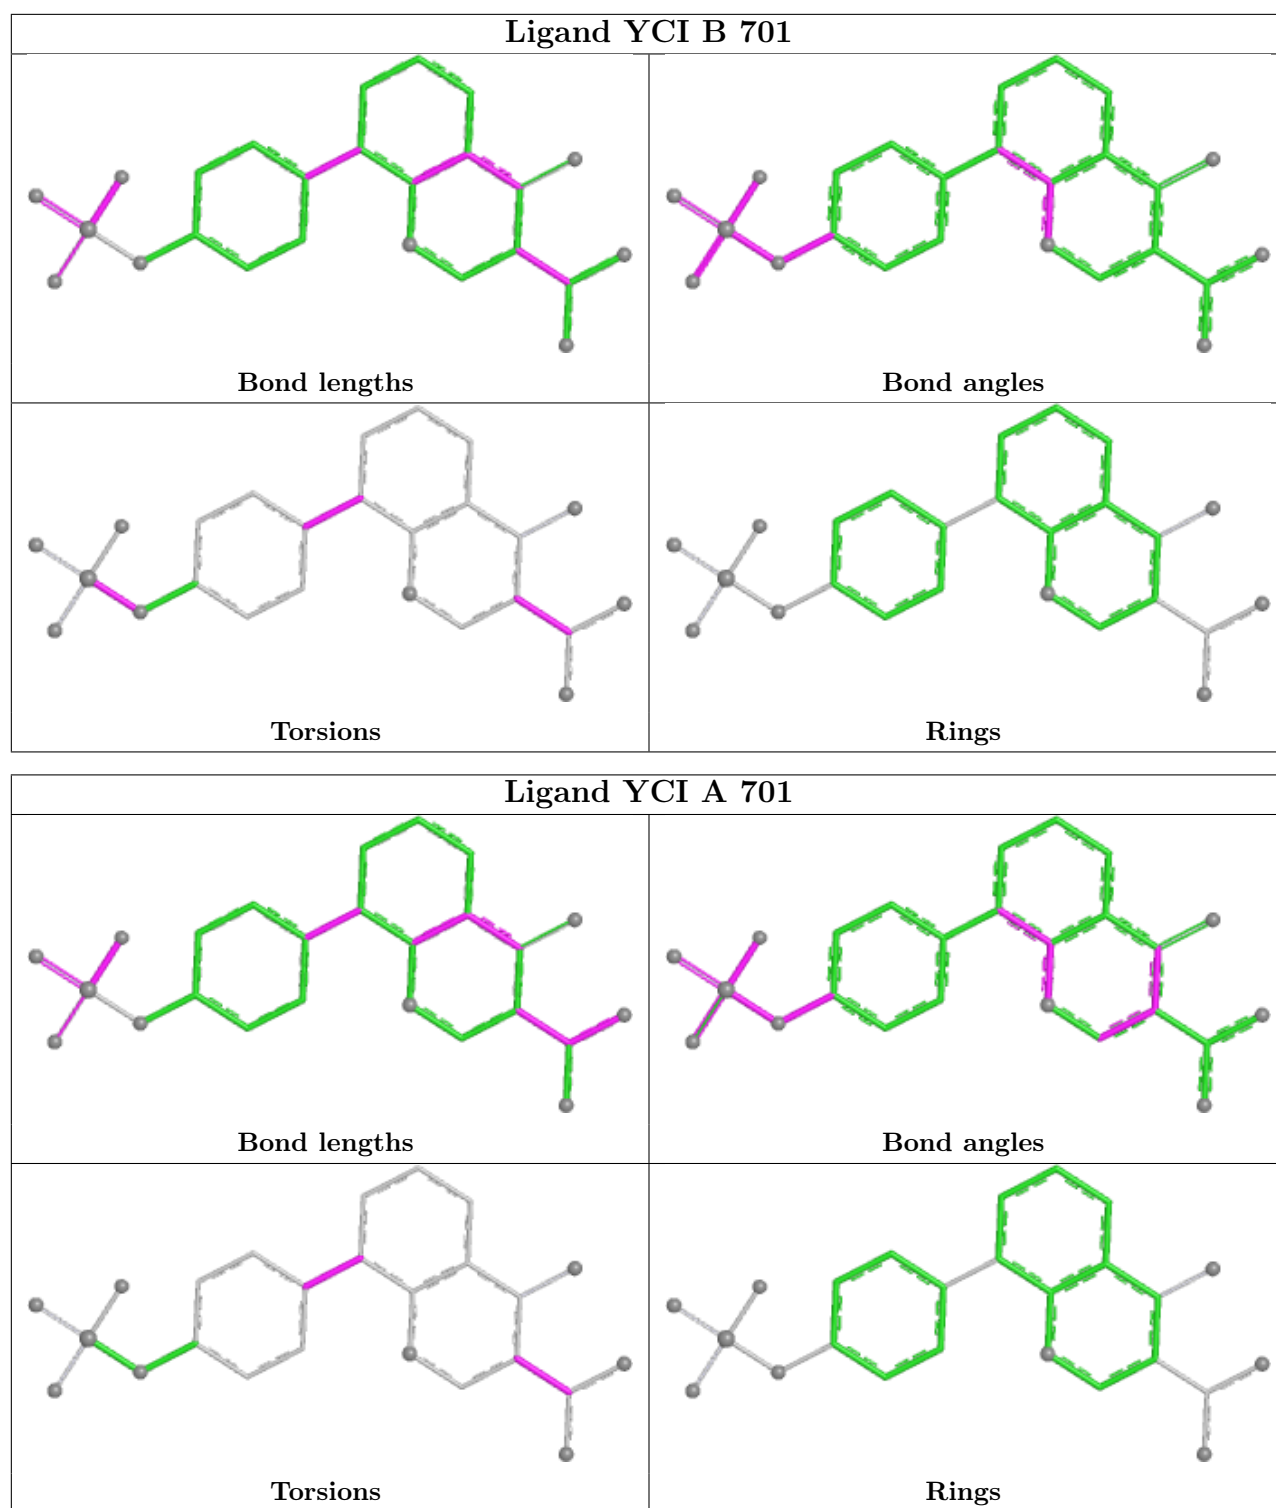 Ligand YCI B 701
Bond lengths
Bond angles
Torsions
Rings
Ligand YCI A 701
Bond lengths
Bond angles
Torsions
Rings